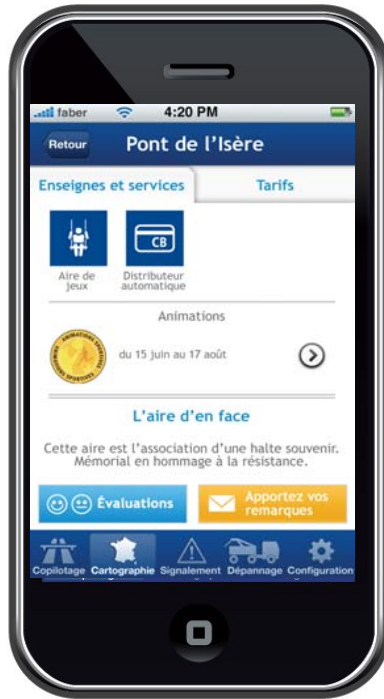 faber 4:20 PM
Retour Pont de l'Isère
Enseignes et services Tarifs
CB
Aire de
jeux
Distributeur
automatique
Animations
ANIMATIONS SPORTIVES
du 15 juin au 17 août
L'aire d'en face
Cette aire est l'association d'une halte souvenir.
Mémorial en hommage à la résistance.
Évaluations
Apportez vos
remarques
Copilotage Cartographie Signalement Dépannage Configuration